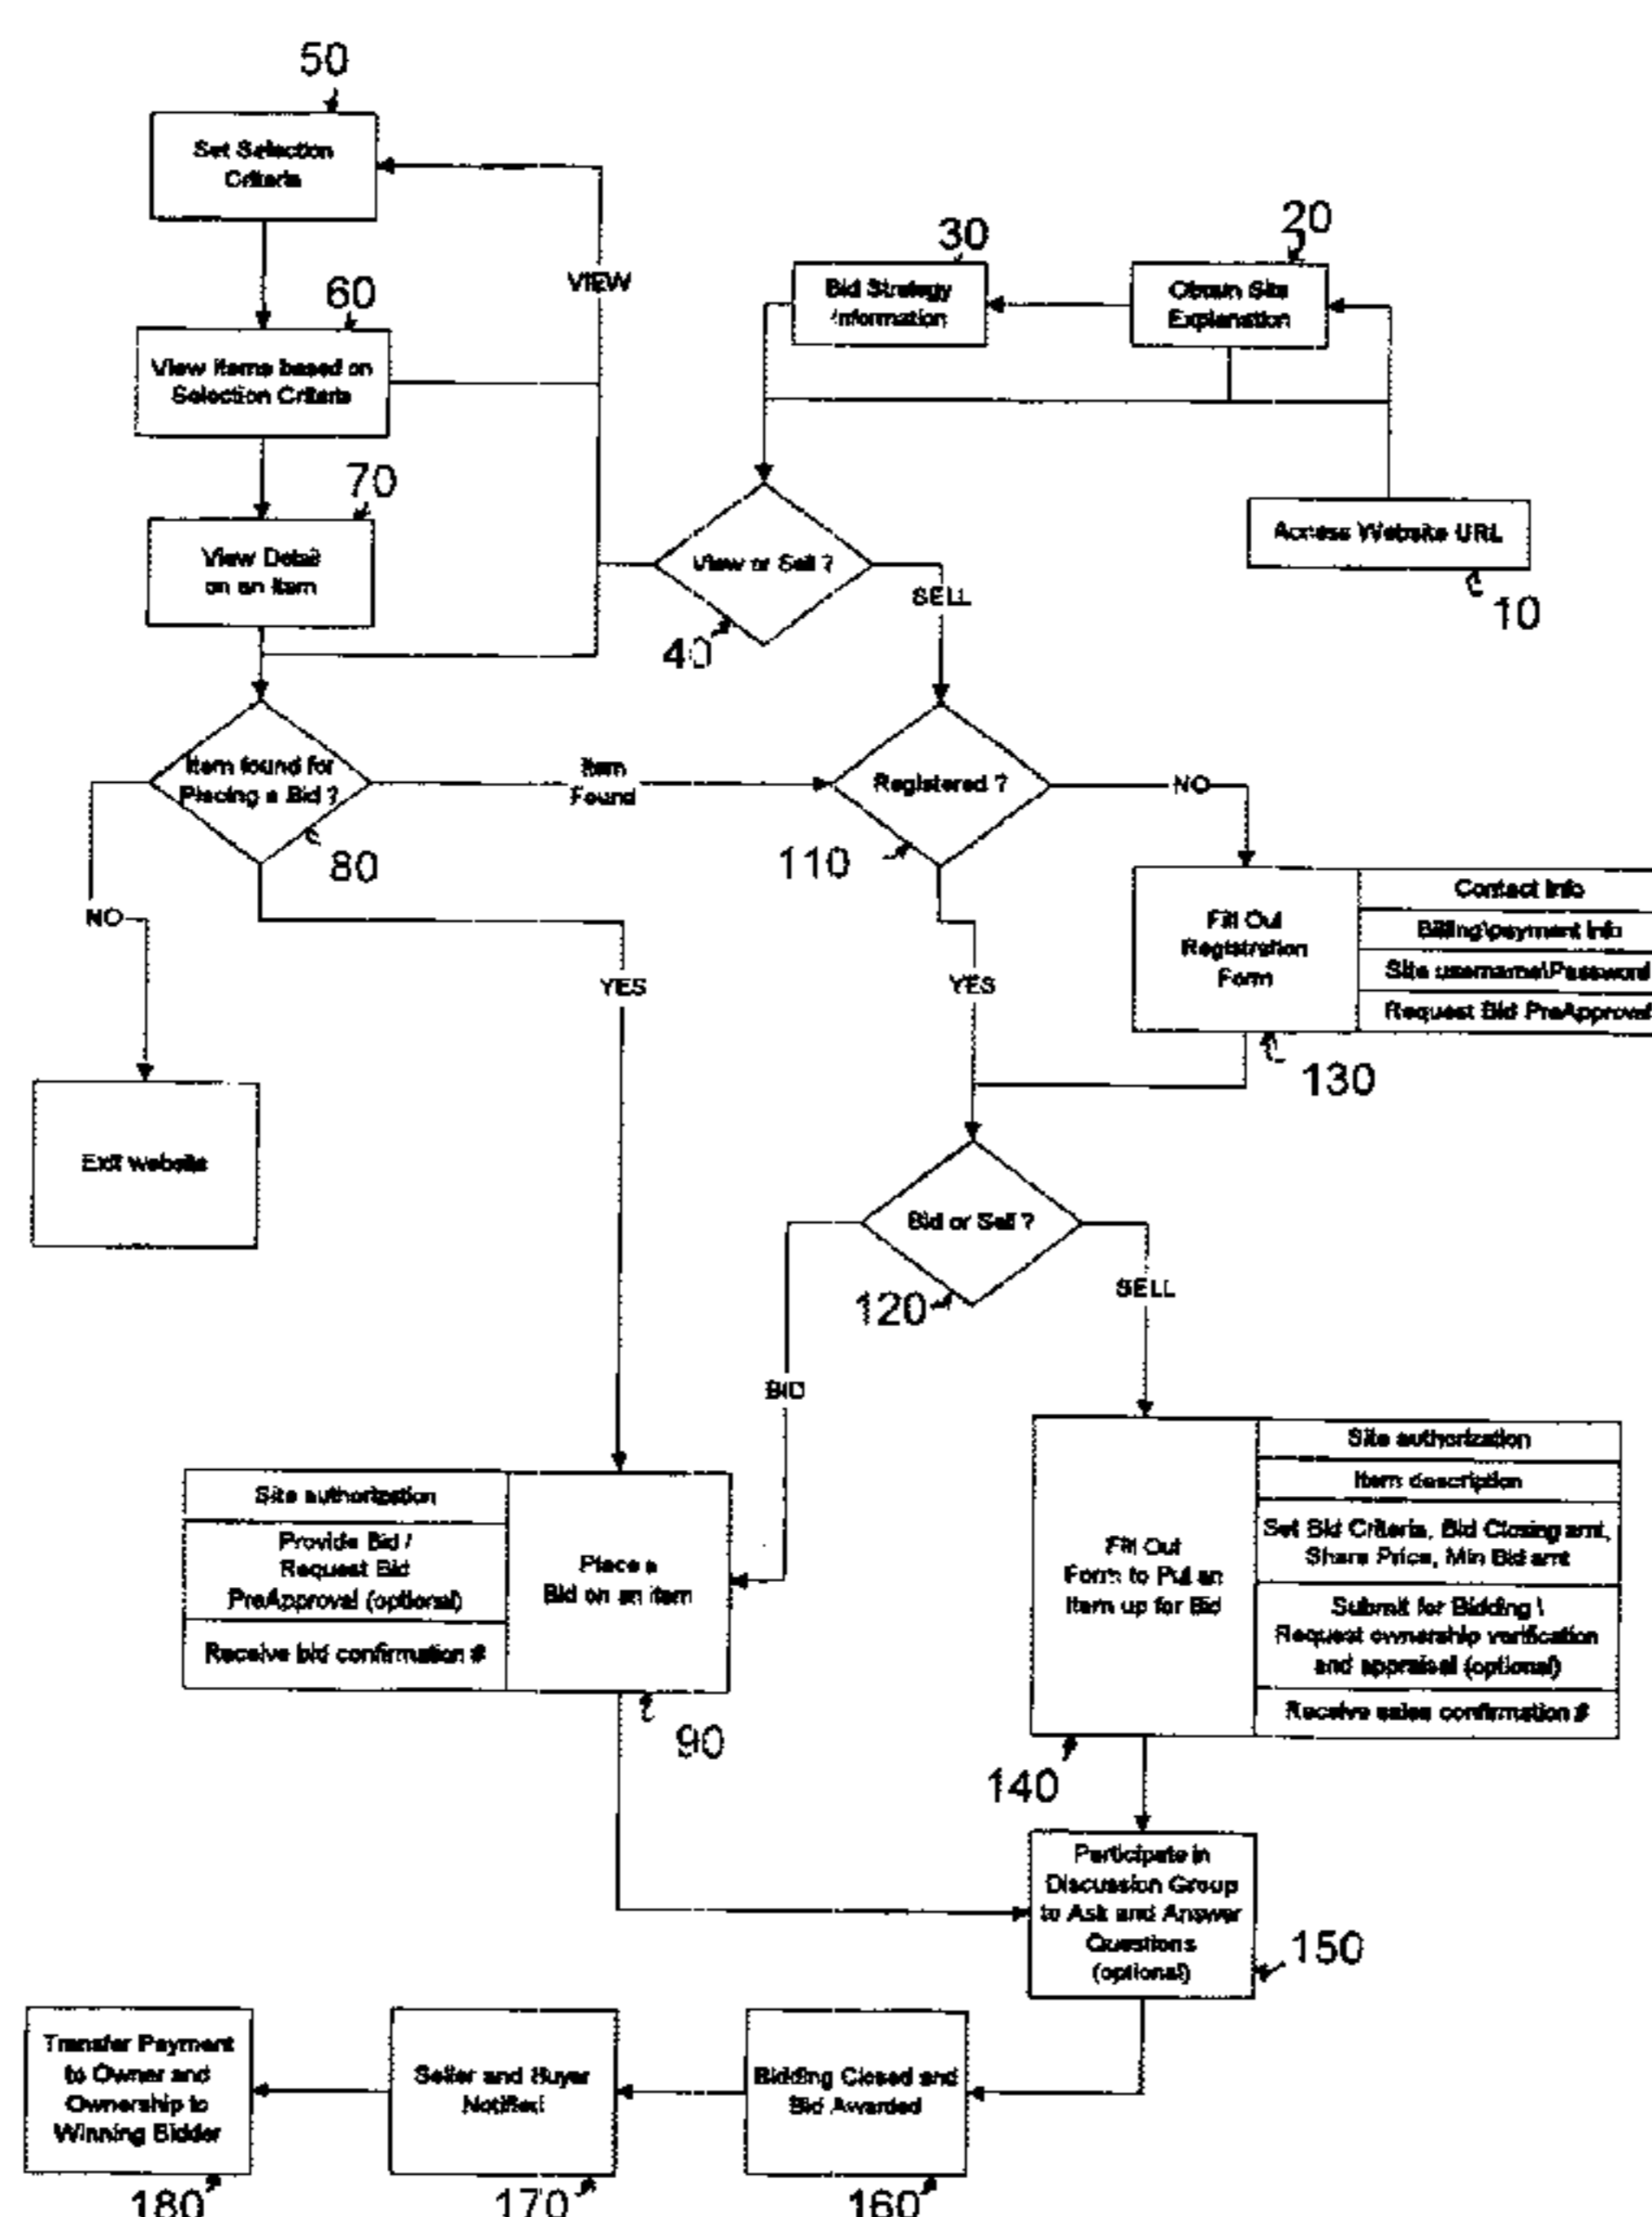 50
Set Selection
Criteria
VIEW
30
20
Bid Strategy
Information
Obtain Site
Explanation
60
View items based on
Selection Criteria
70
View Detail
on an item
View or Sell ?
SELL
40
Access Website URL
10
Item found for
Placing a Bid ?
80
Item
Found
Registered ?
110
NO
NO
YES
YES
Fill Out
Registration
Form
Contact Info
Billing\payment Info
Site username\Password
Request Bid PreApproval
130
Exit website
Bid or Sell ?
120
SELL
BID
Site authorization
Provide Bid /
Request Bid
PreApproval (optional)
Receive bid confirmation #
Place a
Bid on an item
90
Fill Out
Form to Put an
Item up for Bid
Site authorization
Item description
Set Bid Criteria, Bid Closing amt,
Share Price, Min Bid amt
Submit for Bidding \
Request ownership verification
and appraisal (optional)
Receive sales confirmation #
140
Participate in
Discussion Group
to Ask and Answer
Questions
(optional)
150
Transfer Payment
to Owner and
Ownership to
Winning Bidder
Seller and Buyer
Notified
Bidding Closed and
Bid Awarded
180
170
160